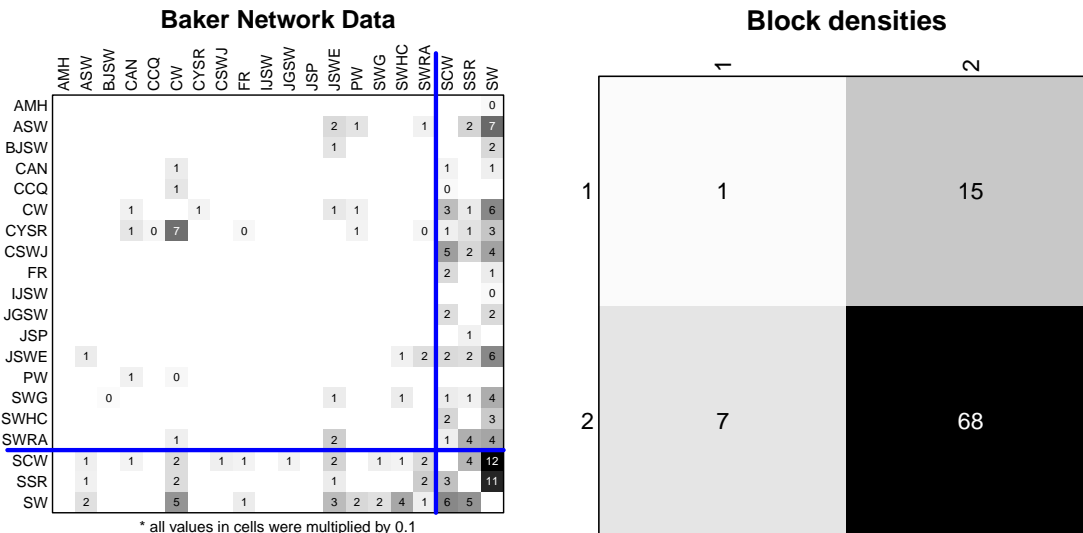 Baker Network Data
AMH ASW BJSW CAN CCQ CW CYSR CSWJ FR IJSW JGSW JSP JSWE PW SWG SWHC SWRA SCW SSR SW
AMH 0
ASW 2 1 1 2 7
BJSW 1 2
CAN 1 1 1
CCQ 1 0
CW 1 1 1 1 3 1 6
CYSR 1 0 7 0 1 0 1 1 3
CSWJ 5 2 4
FR 2 1
IJSW 0
JGSW 2 2
JSP 1
JSWE 1 1 2 2 2 6
PW 1 0
SWG 0 1 1 1 1 4
SWHC 2 3
SWRA 1 2 1 4 4
SCW 1 1 2 1 1 1 2 1 1 2 4 12
SSR 1 2 1 2 3 11
SW 2 5 1 3 2 2 4 1 6 5
* all values in cells were multiplied by 0.1
Block densities
1 2
1 1 15
2 7 68